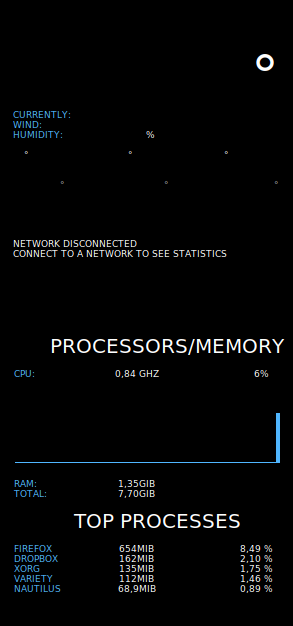 °
CURRENTLY:
WIND:
HUMIDITY: %
° ° °
° ° °
NETWORK DISCONNECTED
CONNECT TO A NETWORK TO SEE STATISTICS
PROCESSORS/MEMORY
CPU: 0,84 GHZ 6%
RAM: 1,35GIB
TOTAL: 7,70GIB
TOP PROCESSES
FIREFOX 654MIB 8,49 %
DROPBOX 162MIB 2,10 %
XORG 135MIB 1,75 %
VARIETY 112MIB 1,46 %
NAUTILUS 68,9MIB 0,89 %